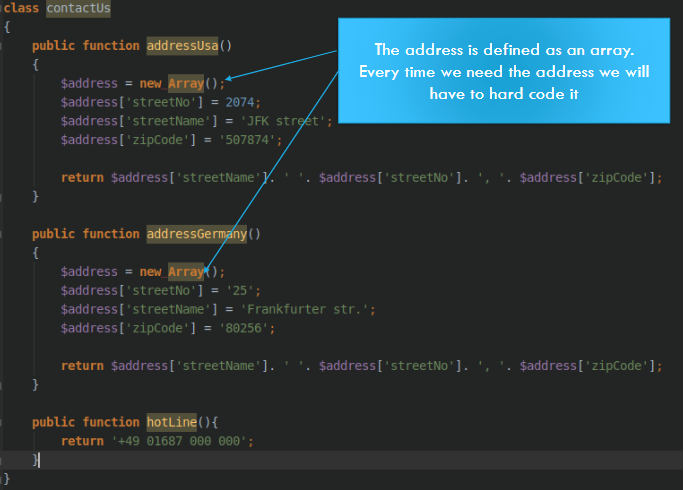 class contactUs
{
public function addressUsa()
{
$address = new Array();
$address['streetNo'] = 2074;
$address['streetName'] = 'JFK street';
$address['zipCode'] = '507874';
return $address['streetName']. ' '. $address['streetNo']. ', '. $address['zipCode'];
}
public function addressGermany()
{
$address = new Array();
$address['streetNo'] = '25';
$address['streetName'] = 'Frankfurter str.';
$address['zipCode'] = '80256';
return $address['streetName']. ' '. $address['streetNo']. ', '. $address['zipCode'];
}
public function hotLine(){
return '+49 01687 000 000';
}
}
The address is defined as an array.
Every time we need the address we will
have to hard code it